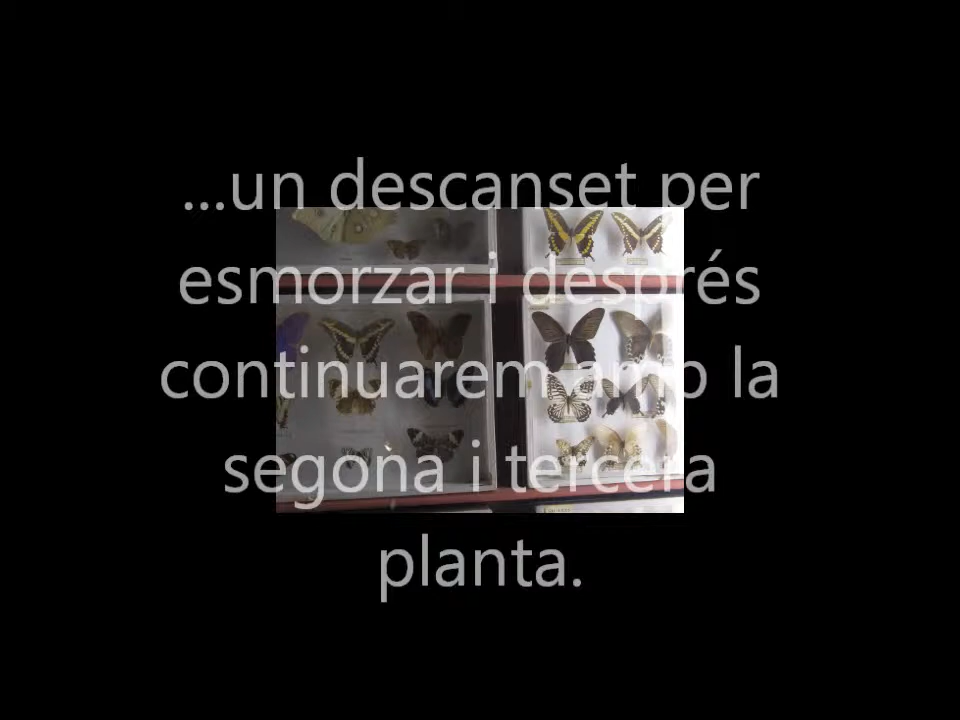 ...un descanset per
esmorzar i després
continuarem amb la
segona i tercera
planta.